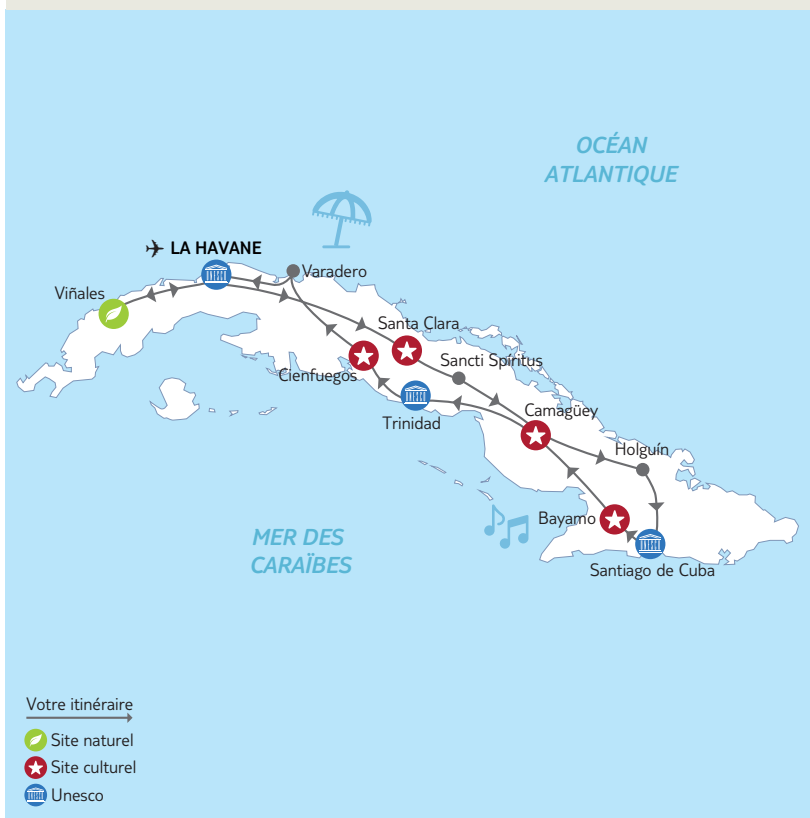 OCÉAN
ATLANTIQUE
LA HAVANE
Varadero
Viñales
Santa Clara
Sancti Spíritus
Cienfuegos
Camagüey
Trinidad
Holguín
Bayamo
MER DES
CARAÏBES
Santiago de Cuba
Votre itinéraire
Site naturel
Site culturel
Unesco